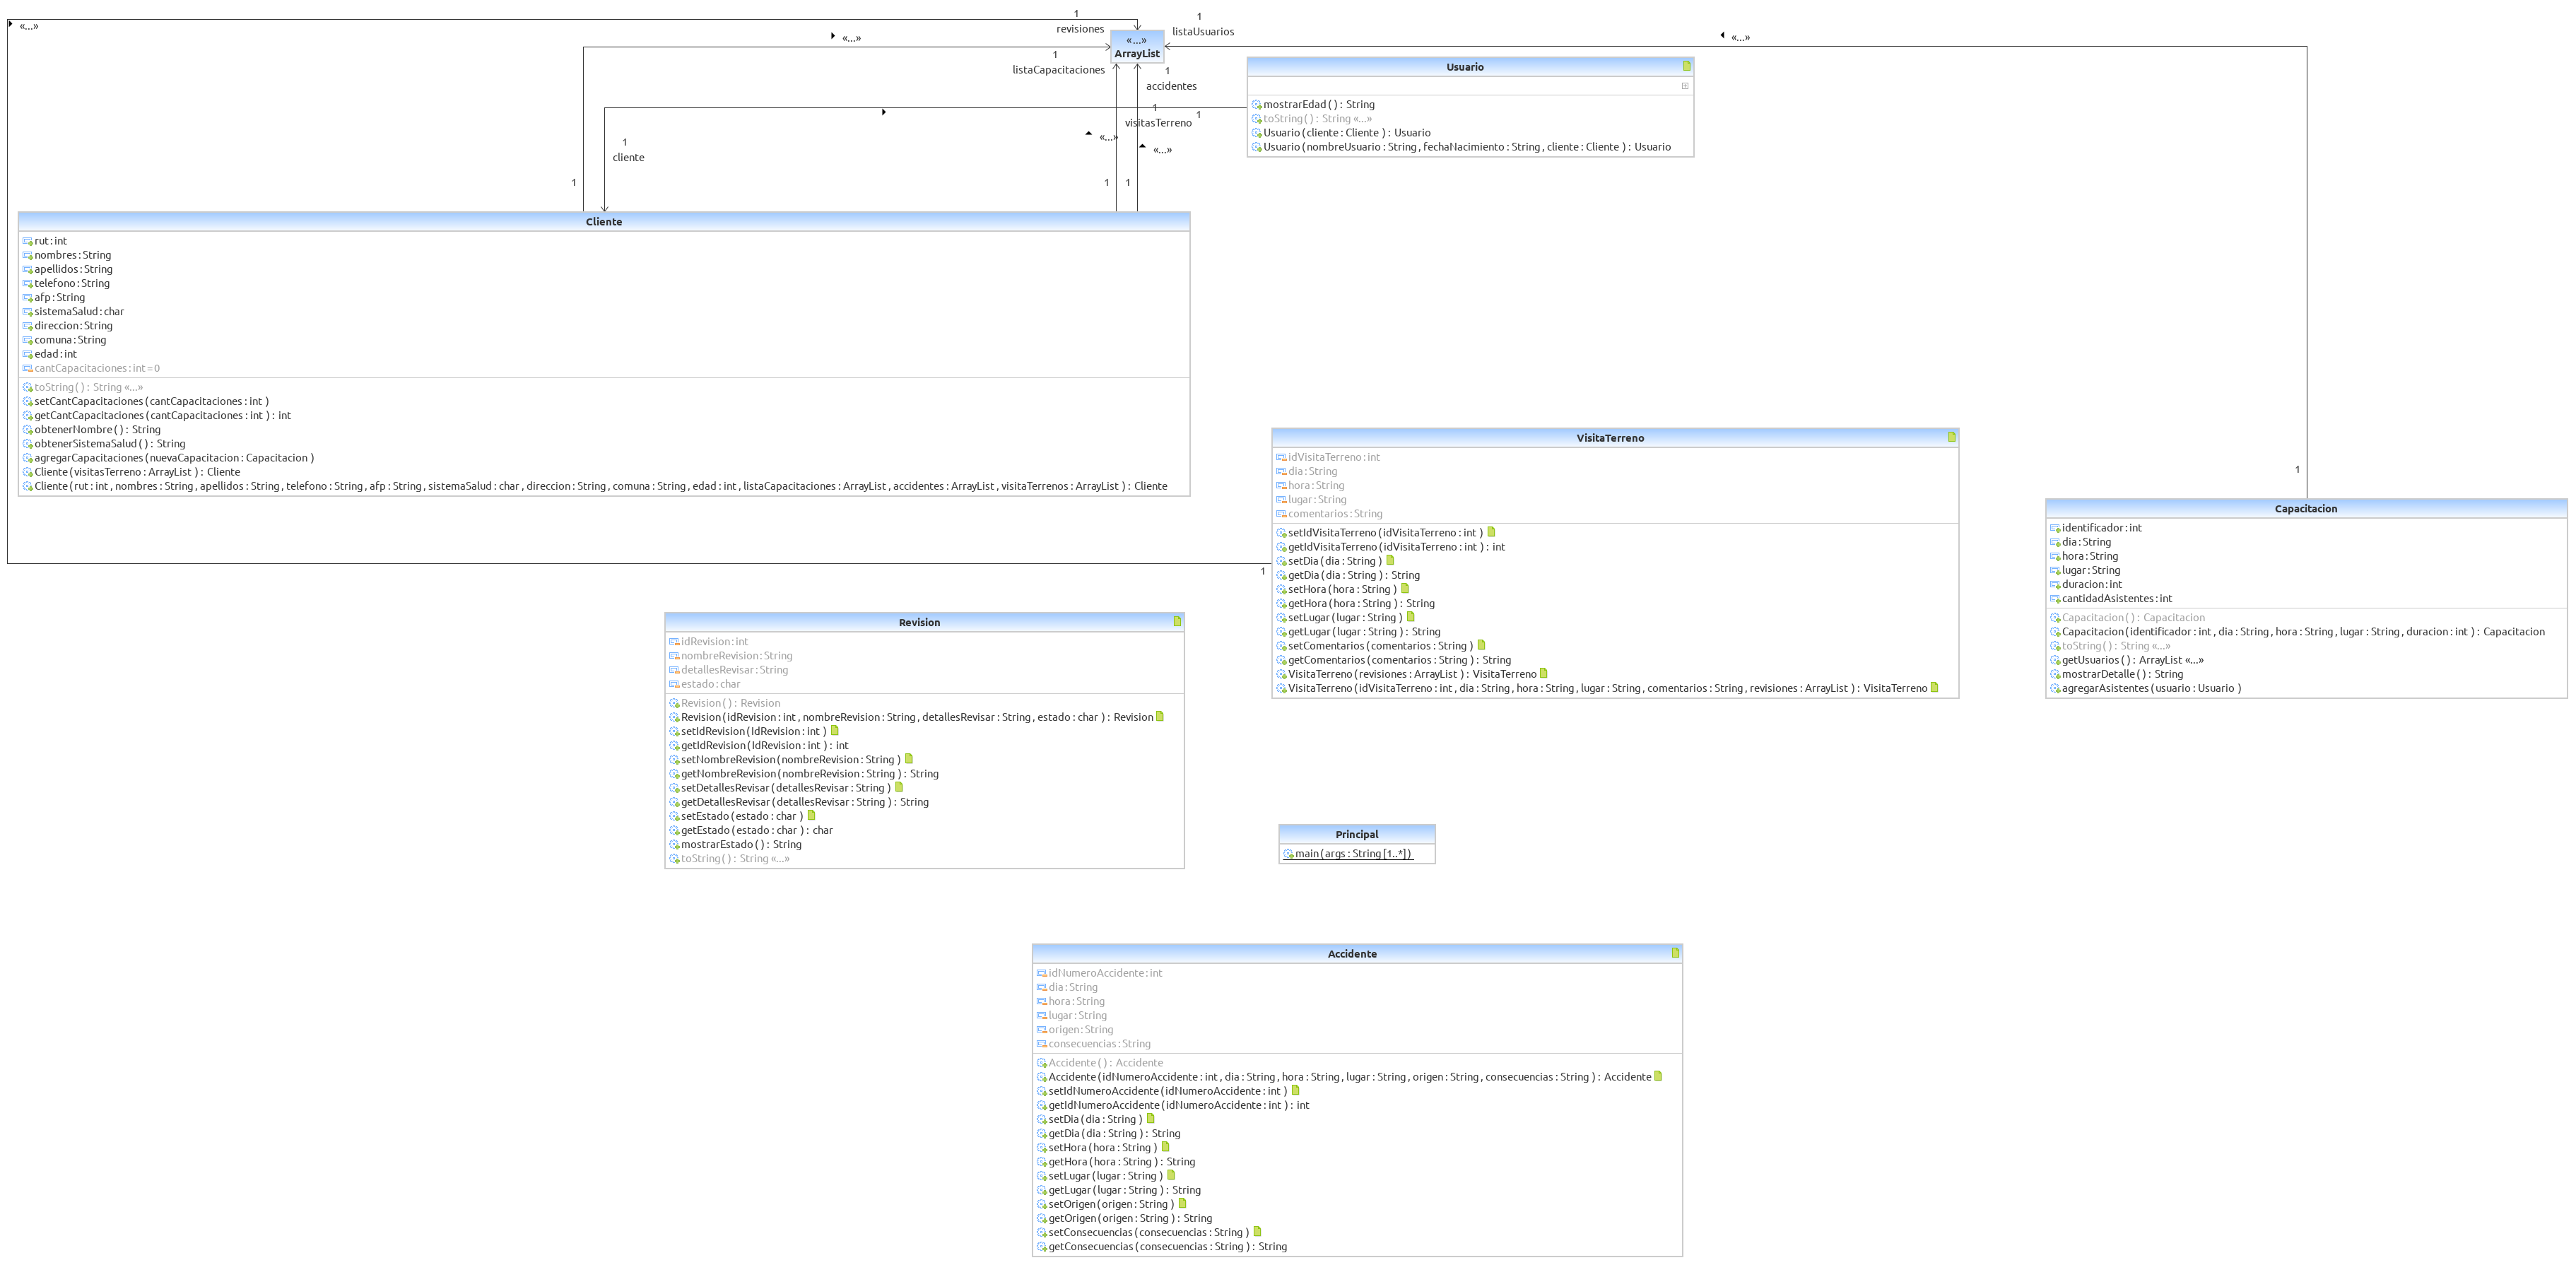 «...»
1
revisiones
1
listaUsuarios
«...»
«...»
«...»
ArrayList
1
listaCapacitaciones
1
accidentes
1
visitasTerreno
1
«...»
«...»
1
cliente
1
1
1
Usuario
mostrarEdad ( ) : String
toString ( ) : String «...»
Usuario ( cliente : Cliente ) : Usuario
Usuario ( nombreUsuario : String , fechaNacimiento : String , cliente : Cliente ) : Usuario
Cliente
rut : int
nombres : String
apellidos : String
telefono : String
afp : String
sistemaSalud : char
direccion : String
comuna : String
edad : int
cantCapacitaciones : int = 0
toString ( ) : String «...»
setCantCapacitaciones ( cantCapacitaciones : int )
getCantCapacitaciones ( cantCapacitaciones : int ) : int
obtenerNombre ( ) : String
obtenerSistemaSalud ( ) : String
agregarCapacitaciones ( nuevaCapacitacion : Capacitacion )
Cliente ( visitasTerreno : ArrayList ) : Cliente
Cliente ( rut : int , nombres : String , apellidos : String , telefono : String , afp : String , sistemaSalud : char , direccion : String , comuna : String , edad : int , listaCapacitaciones : ArrayList , accidentes : ArrayList , visitaTerrenos : ArrayList ) : Cliente
1
VisitaTerreno
idVisitaTerreno : int
dia : String
hora : String
lugar : String
comentarios : String
setIdVisitaTerreno ( idVisitaTerreno : int )
getIdVisitaTerreno ( idVisitaTerreno : int ) : int
setDia ( dia : String )
getDia ( dia : String ) : String
setHora ( hora : String )
getHora ( hora : String ) : String
setLugar ( lugar : String )
getLugar ( lugar : String ) : String
setComentarios ( comentarios : String )
getComentarios ( comentarios : String ) : String
VisitaTerreno ( revisiones : ArrayList ) : VisitaTerreno
VisitaTerreno ( idVisitaTerreno : int , dia : String , hora : String , lugar : String , comentarios : String , revisiones : ArrayList ) : VisitaTerreno
1
Capacitacion
identificador : int
dia : String
hora : String
lugar : String
duracion : int
cantidadAsistentes : int
Capacitacion ( ) : Capacitacion
Capacitacion ( identificador : int , dia : String , hora : String , lugar : String , duracion : int ) : Capacitacion
toString ( ) : String «...»
getUsuarios ( ) : ArrayList «...»
mostrarDetalle ( ) : String
agregarAsistentes ( usuario : Usuario )
Revision
idRevision : int
nombreRevision : String
detallesRevisar : String
estado : char
Revision ( ) : Revision
Revision ( idRevision : int , nombreRevision : String , detallesRevisar : String , estado : char ) : Revision
setIdRevision ( IdRevision : int )
getIdRevision ( IdRevision : int ) : int
setNombreRevision ( nombreRevision : String )
getNombreRevision ( nombreRevision : String ) : String
setDetallesRevisar ( detallesRevisar : String )
getDetallesRevisar ( detallesRevisar : String ) : String
setEstado ( estado : char )
getEstado ( estado : char ) : char
mostrarEstado ( ) : String
toString ( ) : String «...»
Principal
main ( args : String [1..*] )
Accidente
idNumeroAccidente : int
dia : String
hora : String
lugar : String
origen : String
consecuencias : String
Accidente ( ) : Accidente
Accidente ( idNumeroAccidente : int , dia : String , hora : String , lugar : String , origen : String , consecuencias : String ) : Accidente
setIdNumeroAccidente ( idNumeroAccidente : int )
getIdNumeroAccidente ( idNumeroAccidente : int ) : int
setDia ( dia : String )
getDia ( dia : String ) : String
setHora ( hora : String )
getHora ( hora : String ) : String
setLugar ( lugar : String )
getLugar ( lugar : String ) : String
setOrigen ( origen : String )
getOrigen ( origen : String ) : String
setConsecuencias ( consecuencias : String )
getConsecuencias ( consecuencias : String ) : String